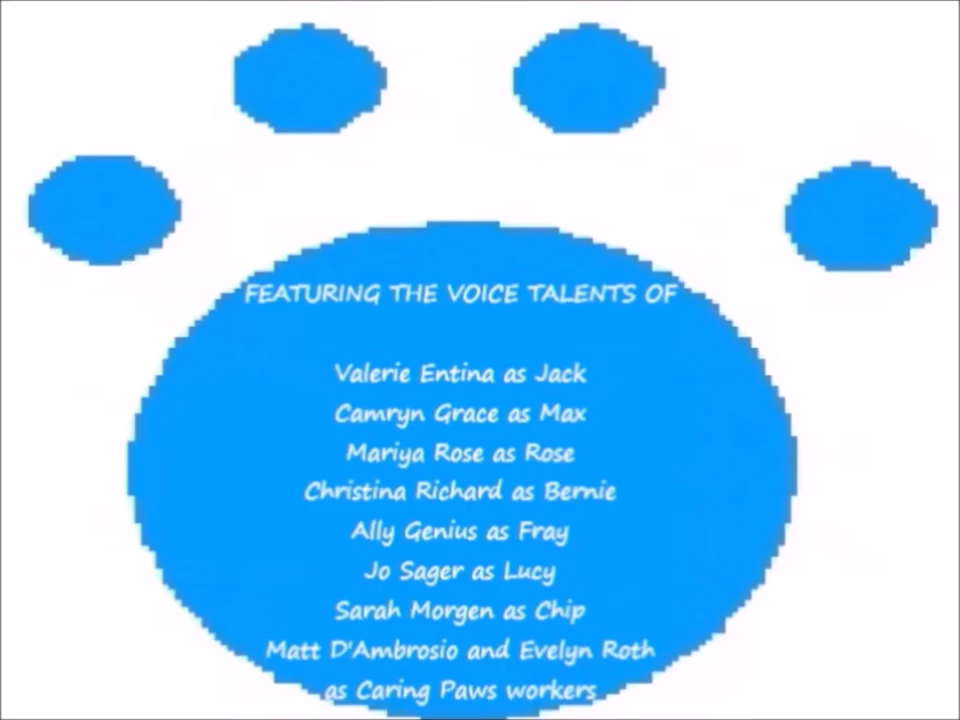 FEATURING THE VOICE TALENTS OF
Valerie Entina as Jack
Camryn Grace as Max
Mariya Rose as Rose
Christina Richard as Bernie
Ally Genius as Fray
Jo Sager as Lucy
Sarah Morgen as Chip
Matt D'Ambrosio and Evelyn Roth
as Caring Paws workers